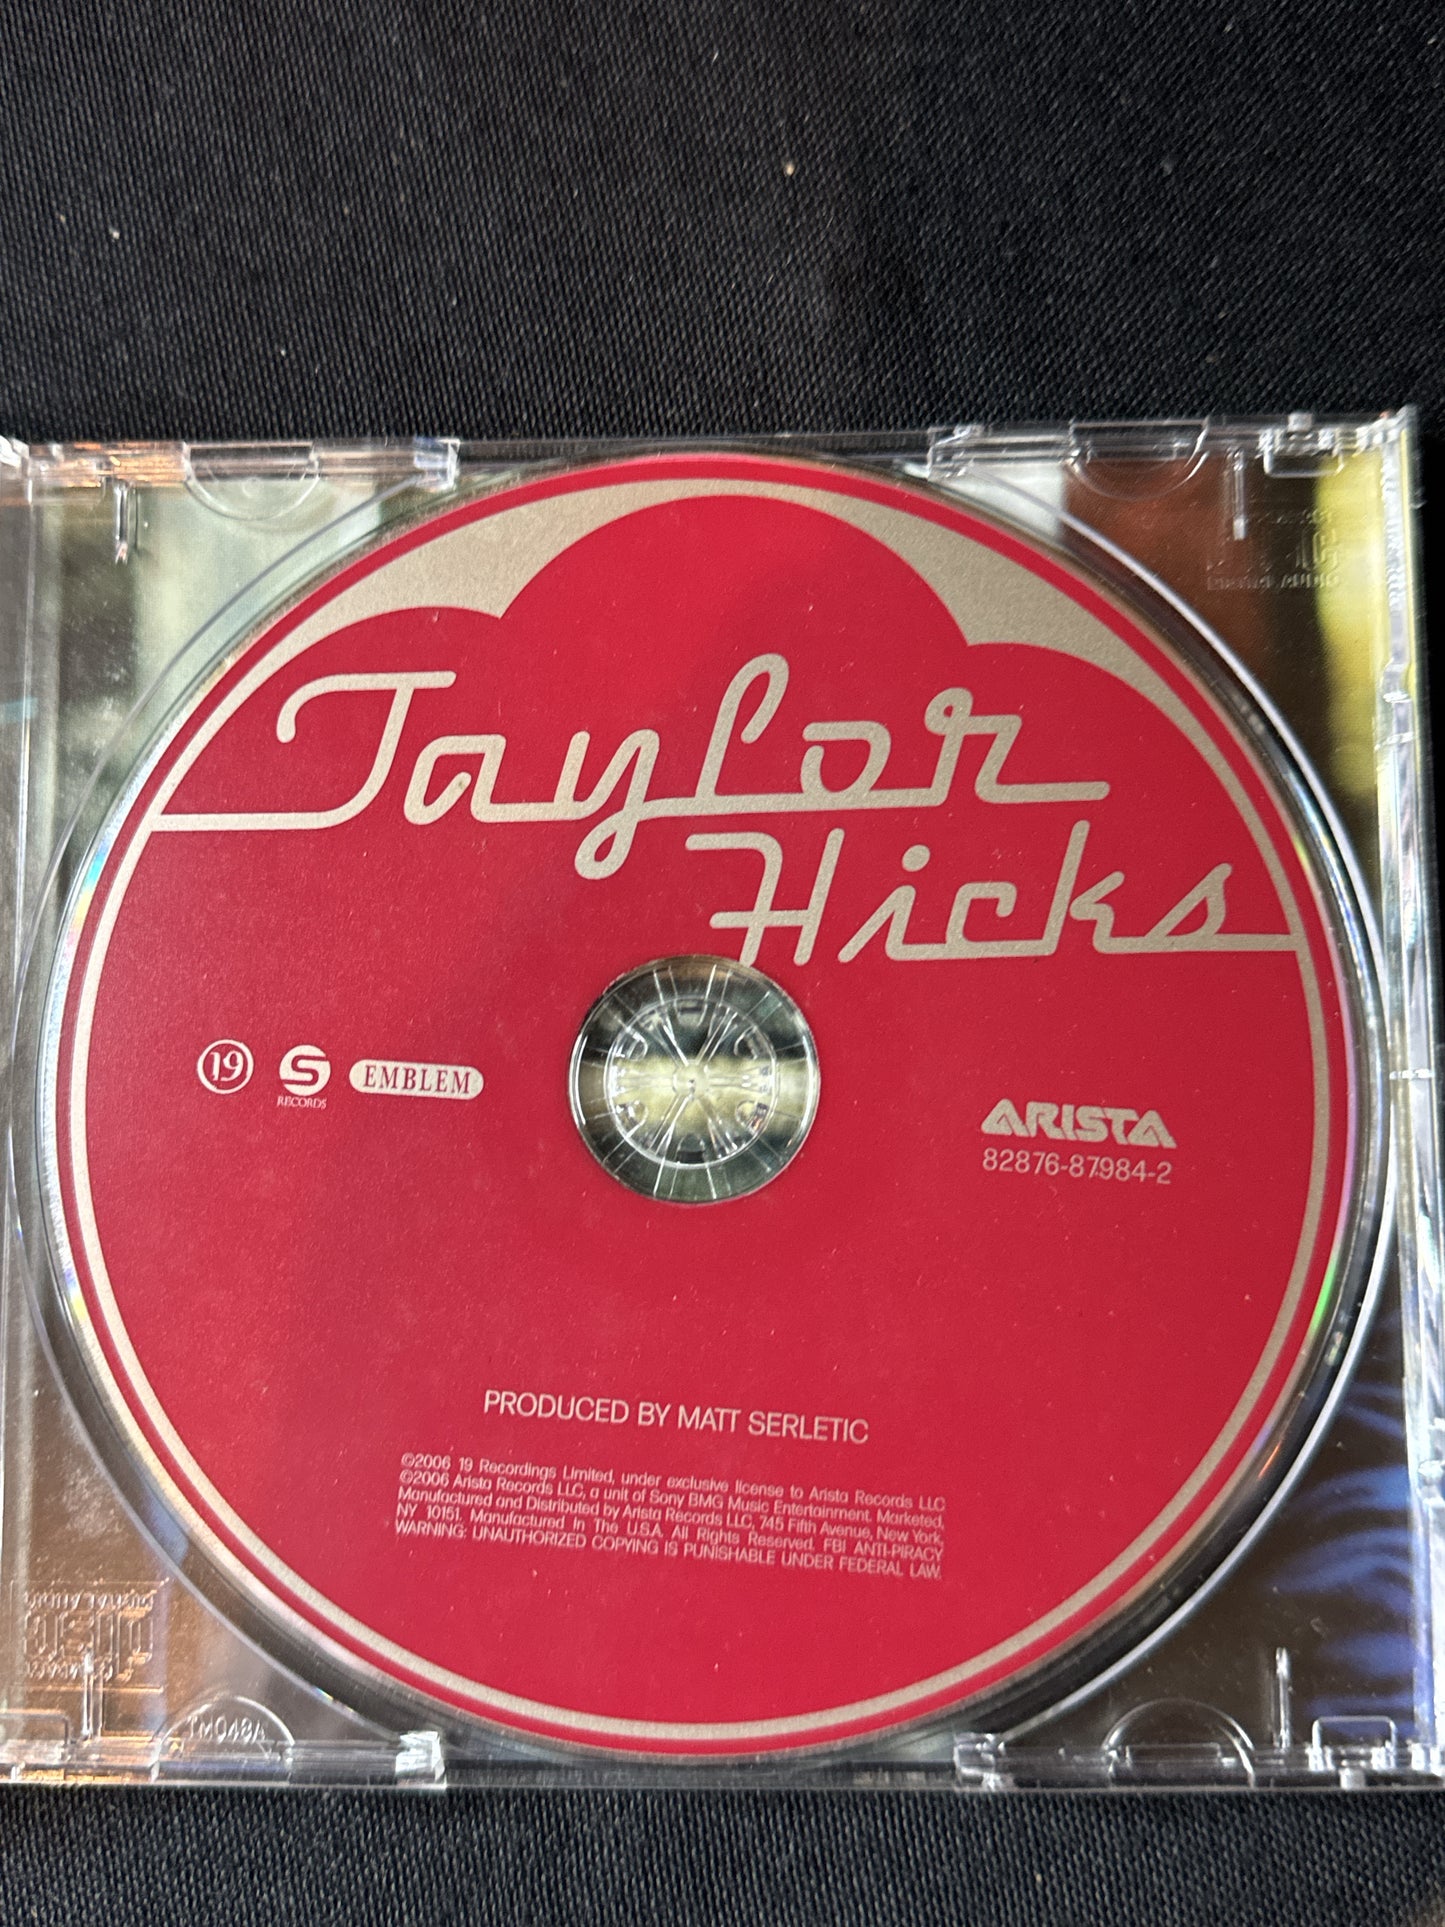 Taylor
Hicks
19
S
RECORDS
EMBLEM
ARISTA
82876-87984-2
PRODUCED BY MATT SERLETIC
©2006 19 Recordings Limited, under exclusive license to Arista Records LLC
©2006 Arista Records LLC, a unit of Sony BMG Music Entertainment. Marketed,
Manufactured and Distributed by Arista Records LLC, 745 Fifth Avenue, New York,
NY 10151. Manufactured In The U.S.A. All Rights Reserved. FBI ANTI-PIRACY
WARNING: UNAUTHORIZED COPYING IS PUNISHABLE UNDER FEDERAL LAW.
DIGITAL AUDIO
TM048A